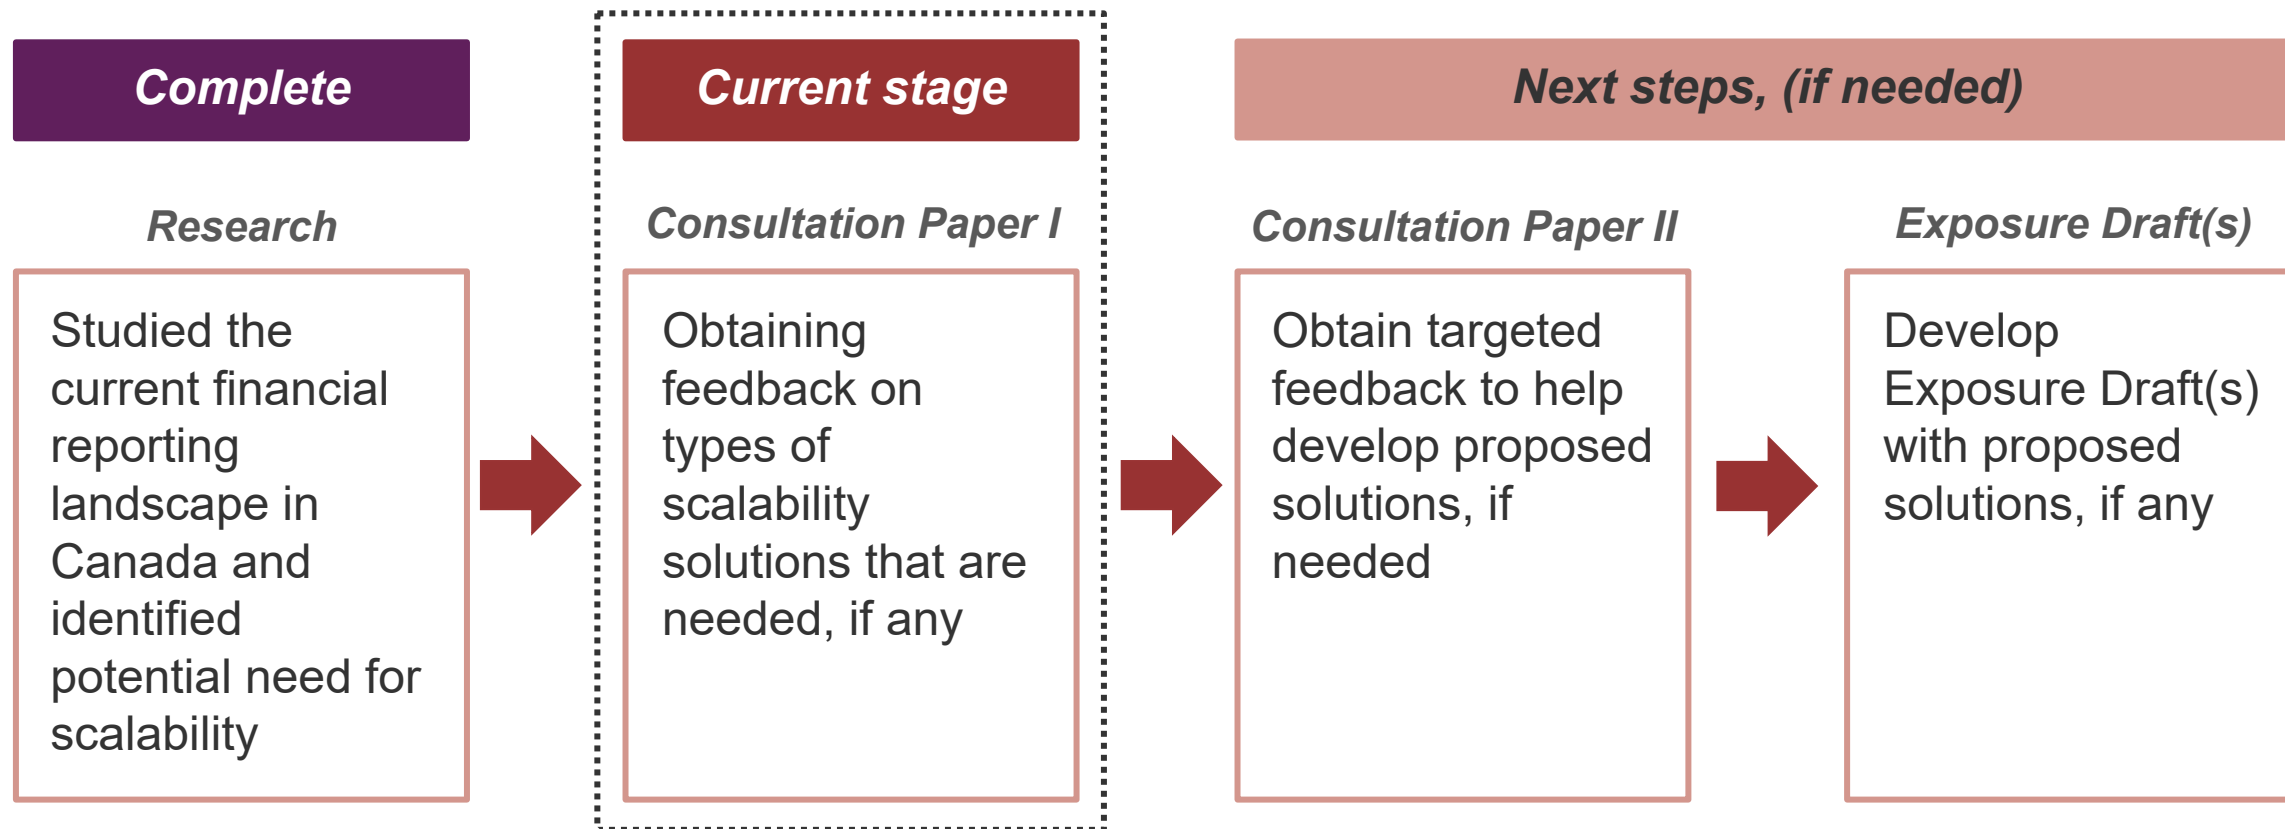 Complete
Current stage
Next steps, (if needed)
Research
Consultation Paper I
Consultation Paper II
Exposure Draft(s)
Studied the
current financial
reporting
landscape in
Canada and
identified
potential need for
scalability
Obtaining
feedback on
types of
scalability
solutions that are
needed, if any
Obtain targeted
feedback to help
develop proposed
solutions, if
needed
Develop
Exposure Draft(s)
with proposed
solutions, if any